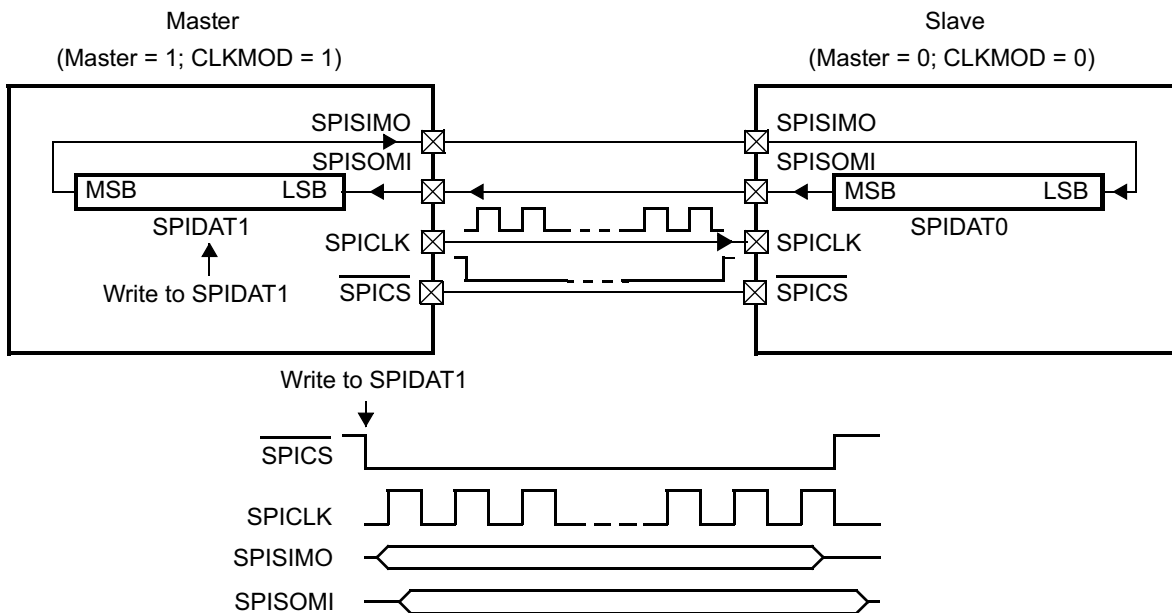 Master
(Master = 1; CLKMOD = 1)
Slave
(Master = 0; CLKMOD = 0)
SPISIMO
SPISIMO
SPISOMI
SPISOMI
MSB LSB
MSB LSB
SPIDAT1
SPIDAT0
SPICLK
SPICLK
Write to SPIDAT1
SPICS
SPICS
Write to SPIDAT1
SPICS
SPICLK
SPISIMO
SPISOMI